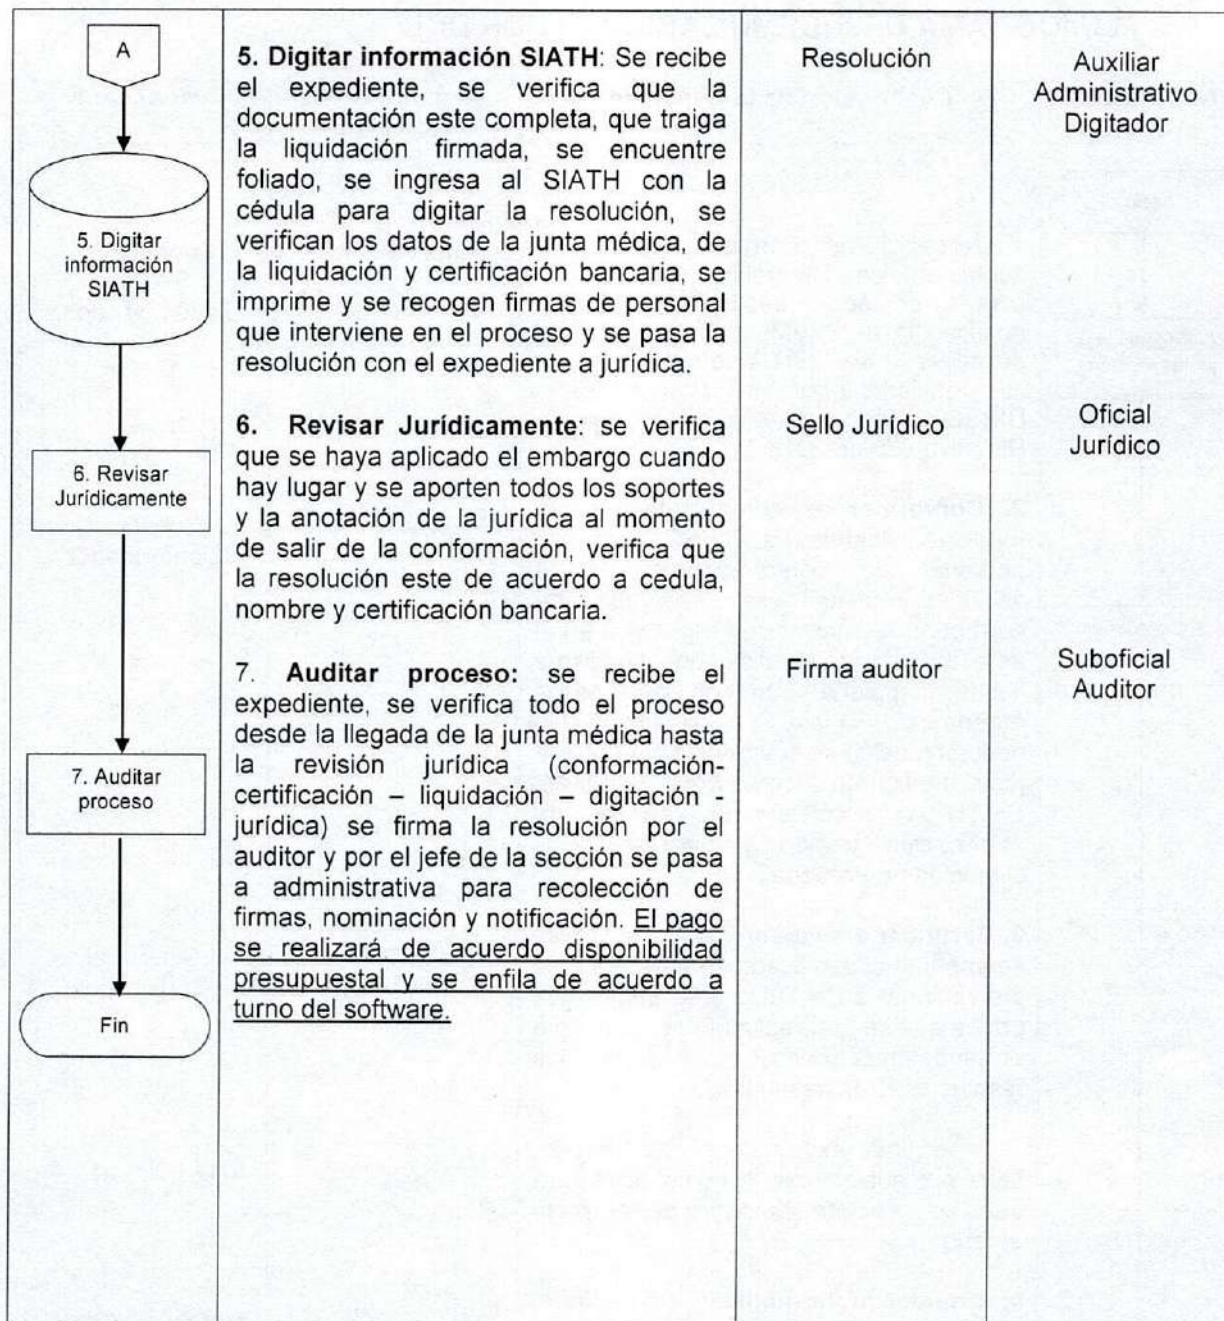 A
5. Digitar
información
SIATH
6. Revisar
Jurídicamente
7. Auditar
proceso
Fin
5. Digitar información SIATH: Se recibe
el expediente, se verifica que la
documentación este completa, que traiga
la liquidación firmada, se encuentre
foliado, se ingresa al SIATH con la
cédula para digitar la resolución, se
verifican los datos de la junta médica, de
la liquidación y certificación bancaria, se
imprime y se recogen firmas de personal
que interviene en el proceso y se pasa la
resolución con el expediente a jurídica.
Resolución
Auxiliar
Administrativo
Digitador
6. Revisar Jurídicamente: se verifica
que se haya aplicado el embargo cuando
hay lugar y se aporten todos los soportes
y la anotación de la jurídica al momento
de salir de la conformación, verifica que
la resolución este de acuerdo a cedula,
nombre y certificación bancaria.
Sello Jurídico
Oficial
Jurídico
7. Auditar proceso: se recibe el
expediente, se verifica todo el proceso
desde la llegada de la junta médica hasta
la revisión jurídica (conformación-
certificación – liquidación – digitación -
jurídica) se firma la resolución por el
auditor y por el jefe de la sección se pasa
a administrativa para recolección de
firmas, nominación y notificación. El pago
se realizará de acuerdo disponibilidad
presupuestal y se enfila de acuerdo a
turno del software.
Firma auditor
Suboficial
Auditor